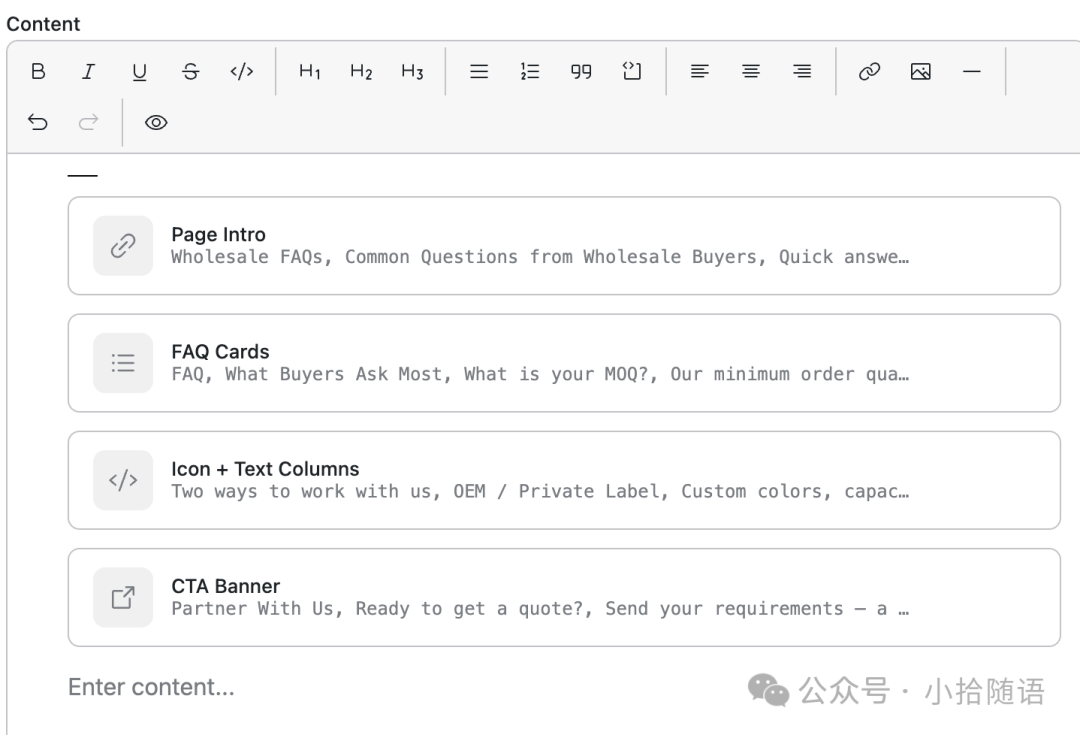 Content
B I U S </> H1 H2 H3
Page Intro
Wholesale FAQs, Common Questions from Wholesale Buyers, Quick answe…
FAQ Cards
FAQ, What Buyers Ask Most, What is your MOQ?, Our minimum order qua…
Icon + Text Columns
Two ways to work with us, OEM / Private Label, Custom colors, capac…
CTA Banner
Partner With Us, Ready to get a quote?, Send your requirements — a …
Enter content...
公众号 · 小拾随语